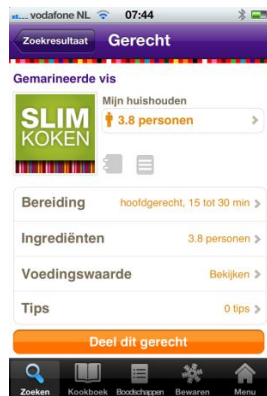 vodafone NL 07:44
Zoekresultaat Gerecht
Gemarineerde vis
SLIM
KOKEN
Mijn huishouden
3.8 personen
Bereiding hoofdgerecht, 15 tot 30 min
Ingrediënten 3.8 personen
Voedingswaarde Bekijken
Tips 0 tips
Deel dit gerecht
Zoeken Kookboek Boodschappen Bewaren Menu